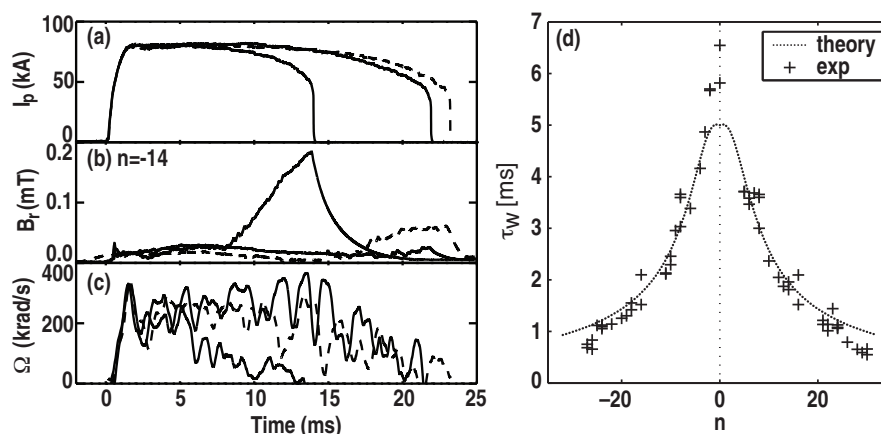 (a)
100
50
0
I_p (kA)
(b) n=-14
0.2
0.1
0.0
B_r (mT)
(c)
400
200
0
Ω (krad/s)
0 5 10 15 20 25
Time (ms)
(d)
theory
exp
7
6
5
4
3
2
1
0
τ_W [ms]
−20 0 20
n